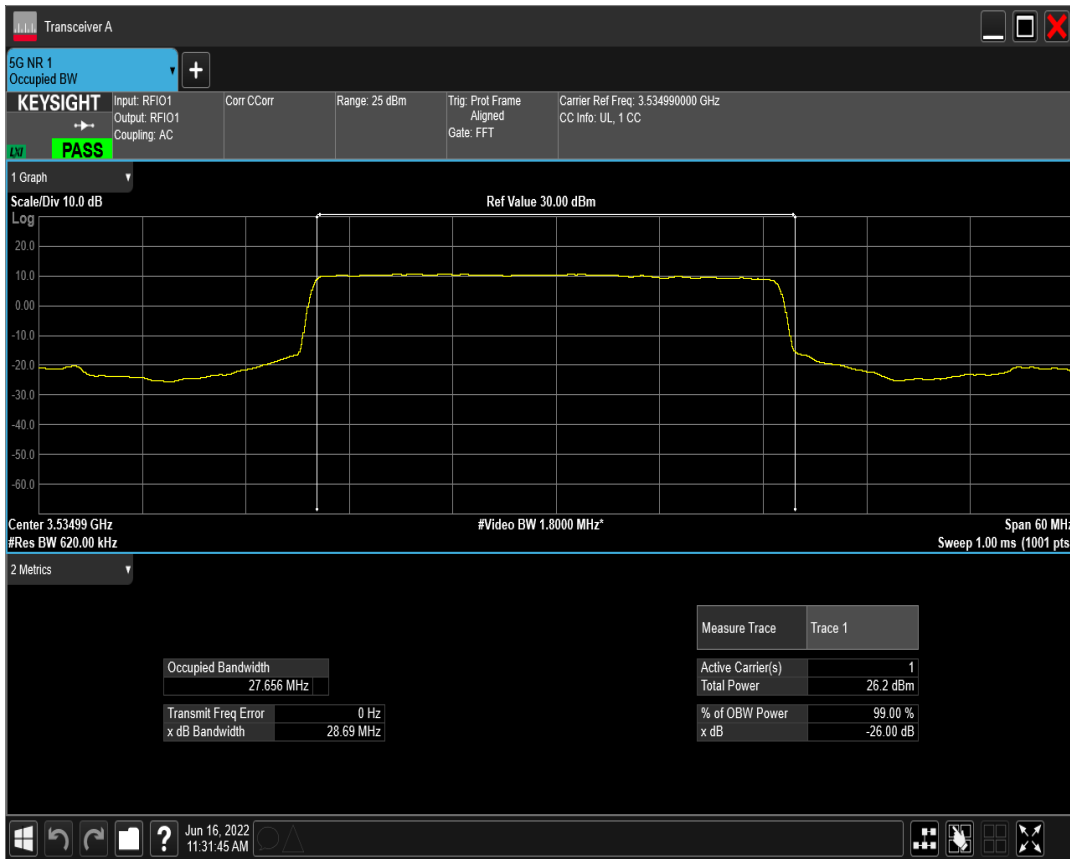 Transceiver A
5G NR 1
Occupied BW
+
KEYSIGHT
LXI
PASS
Input: RFIO1
Output: RFIO1
Coupling: AC
Corr CCorr
Range: 25 dBm
Trig: Prot Frame
Aligned
Gate: FFT
Carrier Ref Freq: 3.534990000 GHz
CC Info: UL, 1 CC
1 Graph
Scale/Div 10.0 dB
Ref Value 30.00 dBm
Log
20.0
10.0
0.00
-10.0
-20.0
-30.0
-40.0
-50.0
-60.0
Center 3.53499 GHz
#Video BW 1.8000 MHz*
Span 60 MHz
#Res BW 620.00 kHz
Sweep 1.00 ms (1001 pts
2 Metrics
Measure Trace Trace 1
Occupied Bandwidth
27.656 MHz
Active Carrier(s) 1
Total Power 26.2 dBm
Transmit Freq Error 0 Hz
x dB Bandwidth 28.69 MHz
% of OBW Power 99.00 %
x dB -26.00 dB
?
Jun 16, 2022
11:31:45 AM